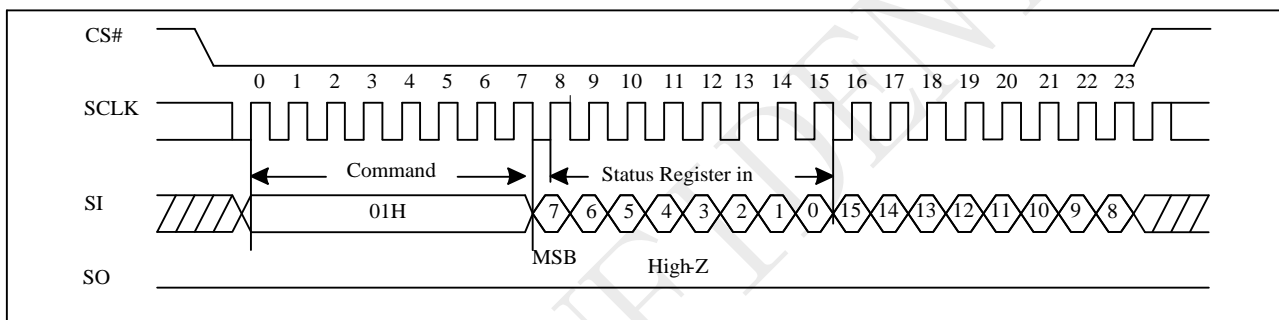 CS#
0 1 2 3 4 5 6 7 8 9 10 11 12 13 14 15 16 17 18 19 20 21 22 23
SCLK
Command Status Register in
SI 01H 7 6 5 4 3 2 1 0 15 14 13 12 11 10 9 8
MSB High-Z
SO